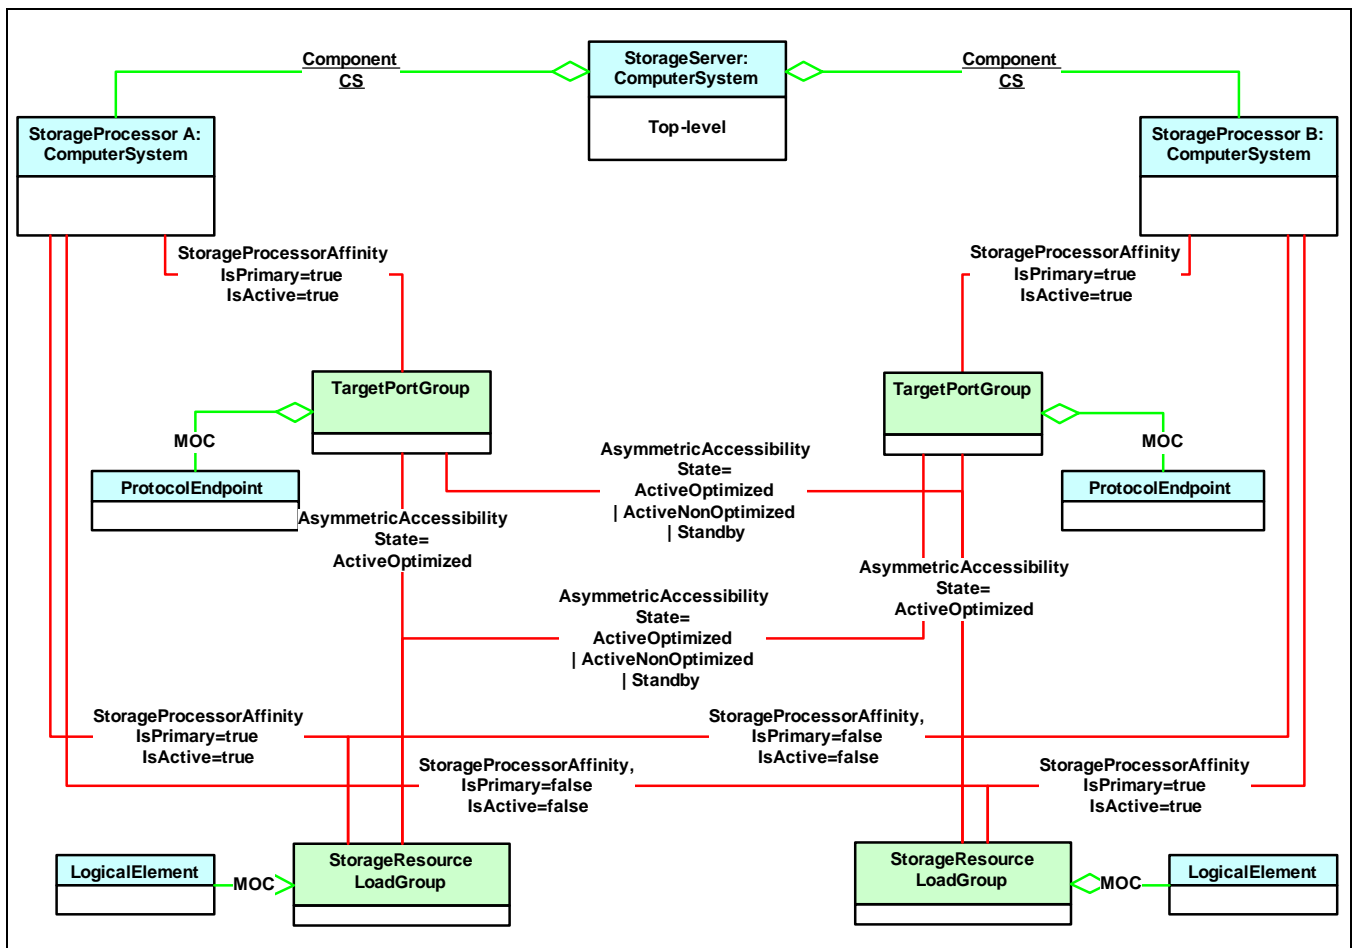 Component
CS
StorageServer:
ComputerSystem
Top-level
Component
CS
StorageProcessor A:
ComputerSystem
StorageProcessor B:
ComputerSystem
StorageProcessorAffinity
IsPrimary=true
IsActive=true
StorageProcessorAffinity
IsPrimary=true
IsActive=true
TargetPortGroup
TargetPortGroup
MOC
MOC
ProtocolEndpoint
ProtocolEndpoint
AsymmetricAccessibility
State=
ActiveOptimized
| ActiveNonOptimized
| Standby
AsymmetricAccessibility
State=
ActiveOptimized
AsymmetricAccessibility
State=
ActiveOptimized
AsymmetricAccessibility
State=
ActiveOptimized
| ActiveNonOptimized
| Standby
StorageProcessorAffinity
IsPrimary=true
IsActive=true
StorageProcessorAffinity,
IsPrimary=false
IsActive=false
StorageProcessorAffinity,
IsPrimary=false
IsActive=false
StorageProcessorAffinity
IsPrimary=true
IsActive=true
LogicalElement
MOC
StorageResource
LoadGroup
StorageResource
LoadGroup
MOC
LogicalElement